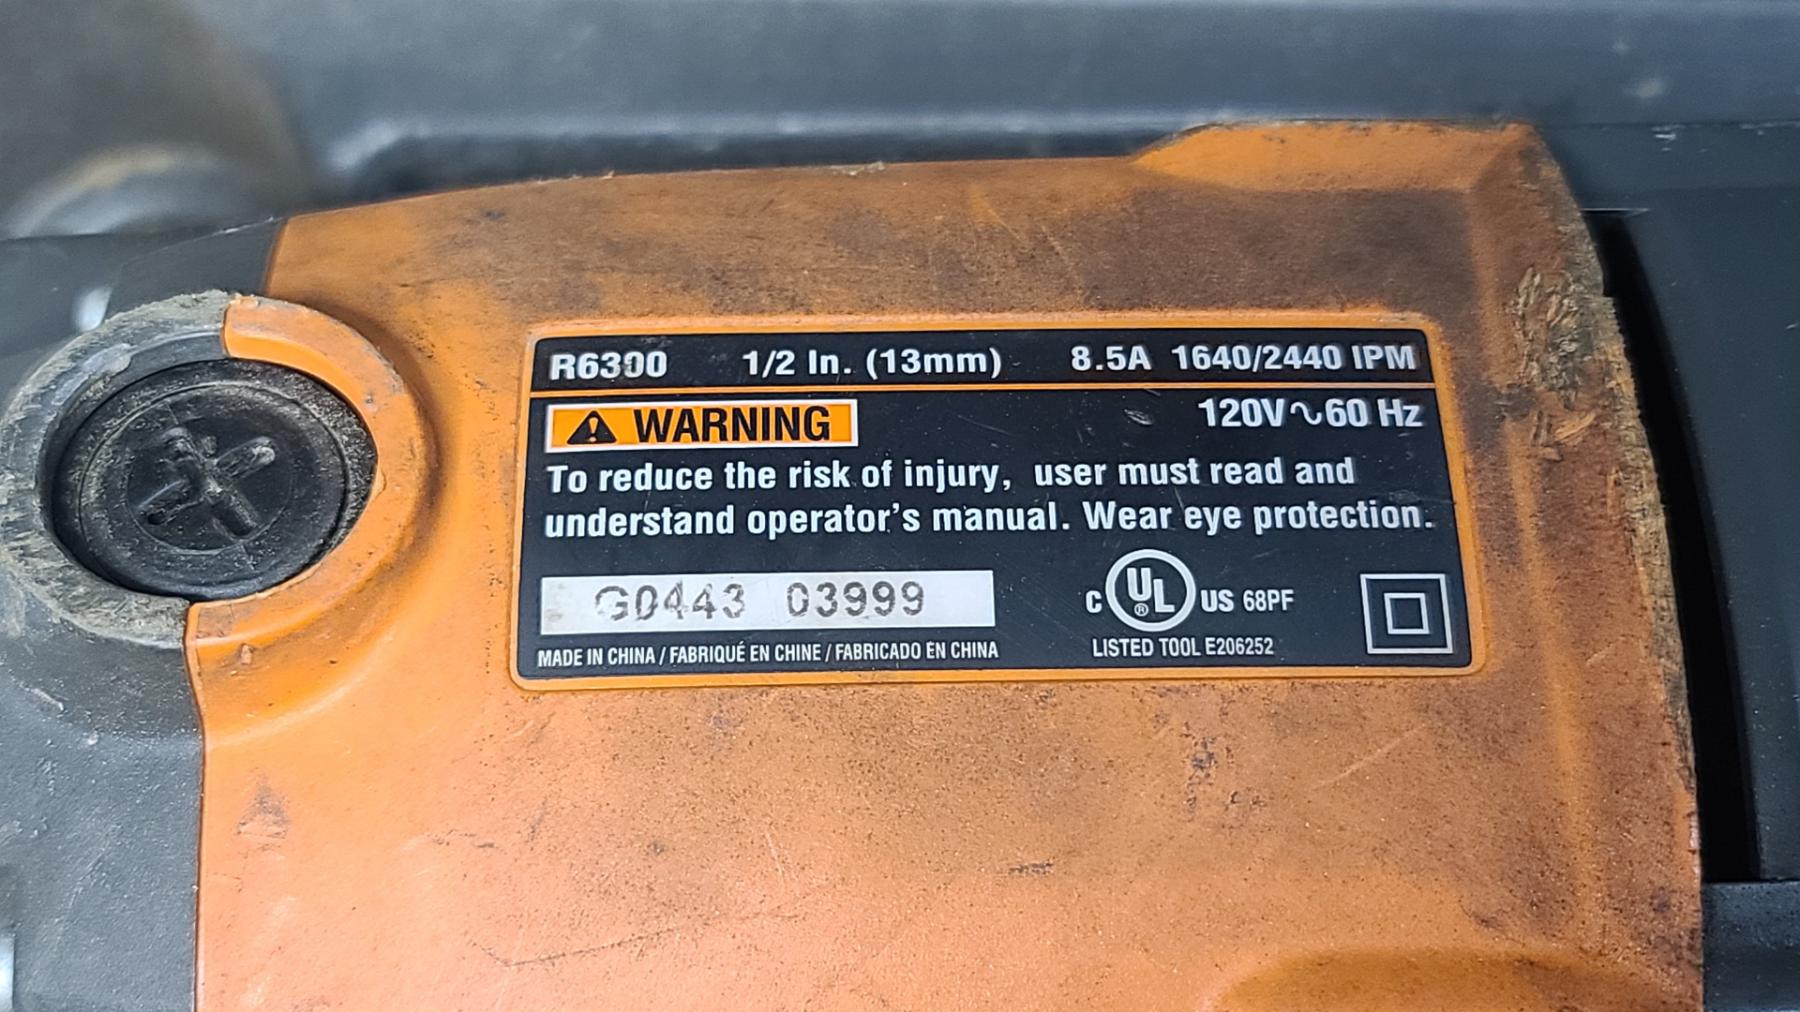 R6300 1/2 In. (13mm) 8.5A 1640/2440 IPM
WARNING 120V∿60 Hz
To reduce the risk of injury, user must read and
understand operator's manual. Wear eye protection.
G0443 03999
C UL ® US 68PF
MADE IN CHINA / FABRIQUÉ EN CHINE / FABRICADO EN CHINA
LISTED TOOL E206252